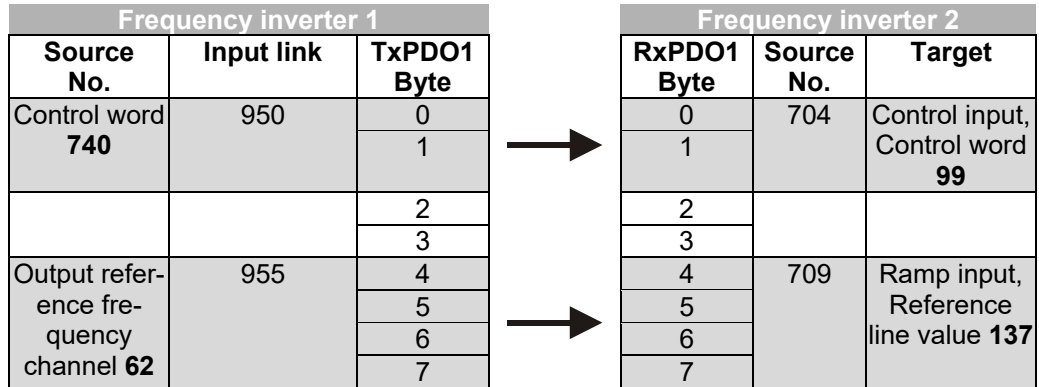 Frequency inverter 1
Source No. Input link TxPDO1 Byte
Control word 740 950 0
1
2
3
Output refer-
ence fre-
quency
channel 62 955 4
5
6
7
Frequency inverter 2
RxPDO1 Byte Source No. Target
0 704 Control input,
1 Control word
99
2
3
4 709 Ramp input,
5 Reference
6 line value 137
7